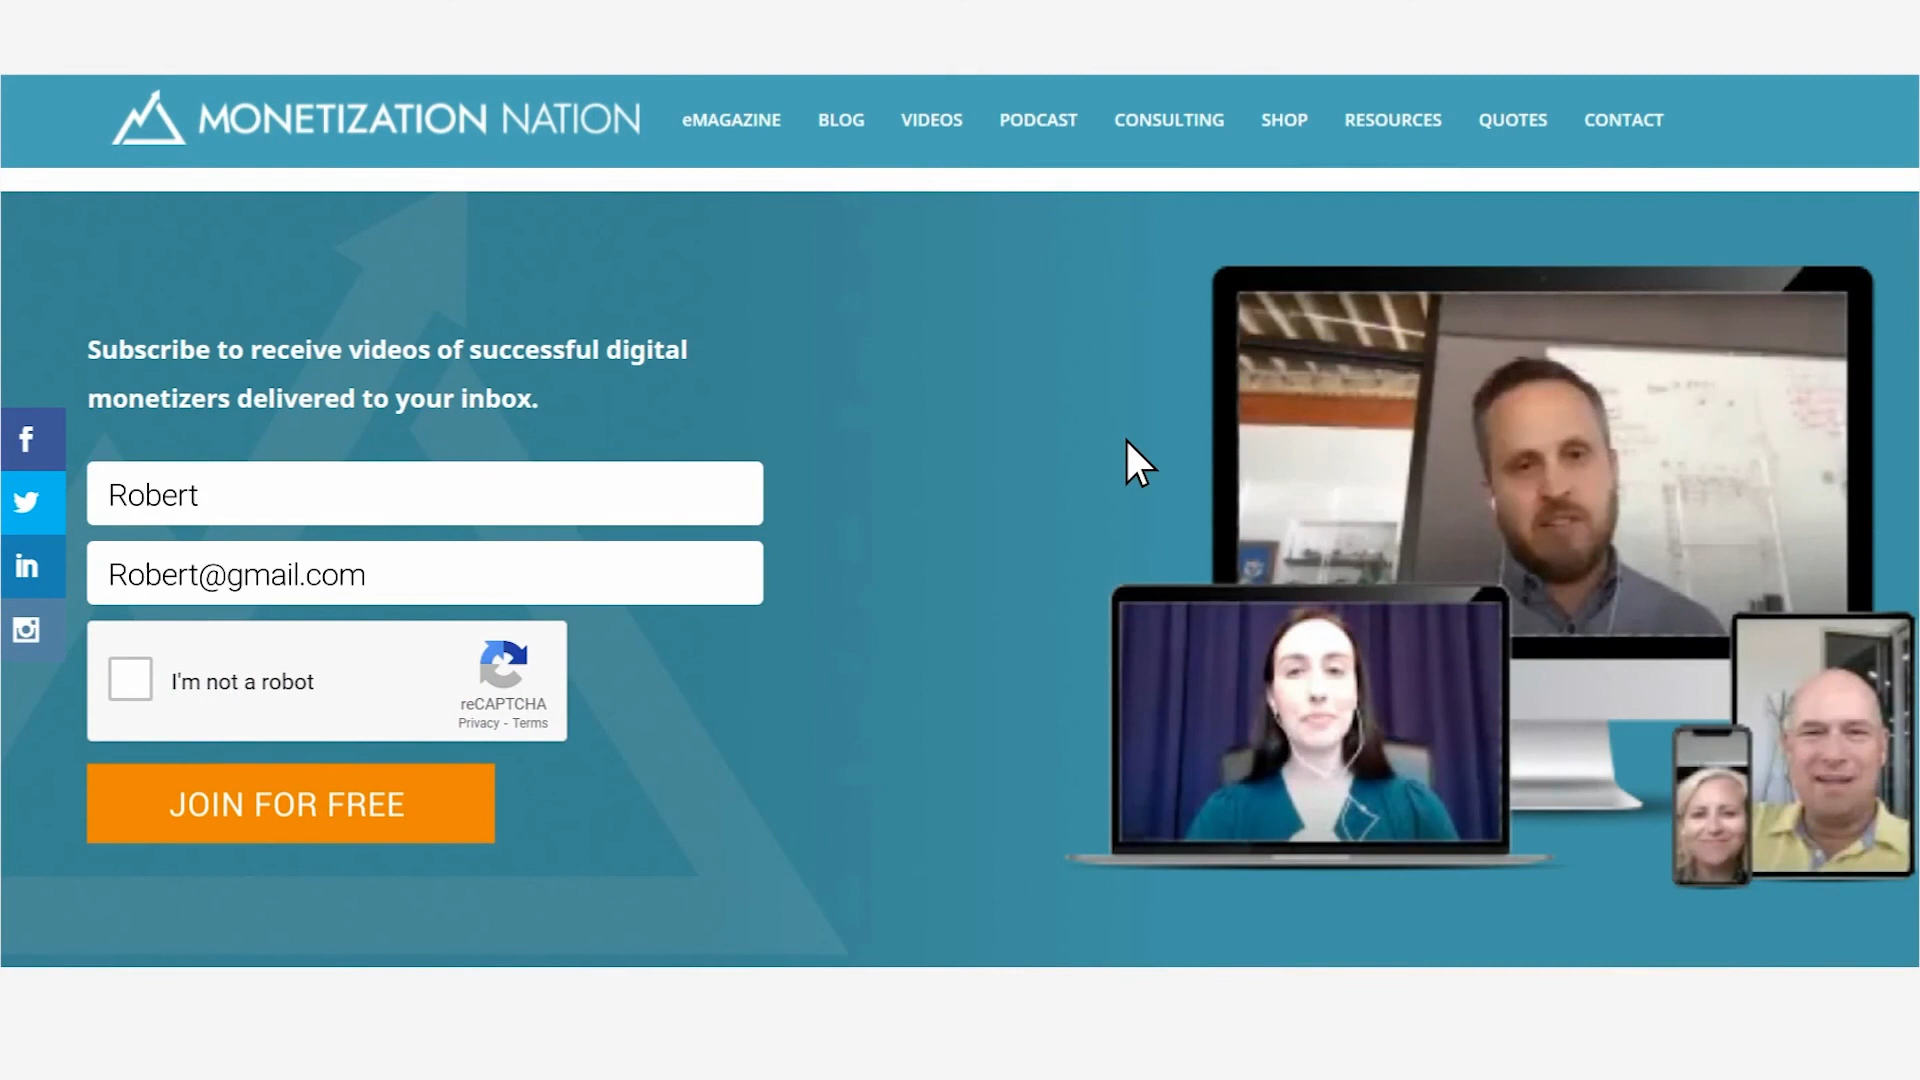 MONETIZATION NATION
eMAGAZINE BLOG VIDEOS PODCAST CONSULTING SHOP RESOURCES QUOTES CONTACT
Subscribe to receive videos of successful digital
monetizers delivered to your inbox.
Robert
Robert@gmail.com
I'm not a robot
reCAPTCHA
Privacy - Terms
JOIN FOR FREE